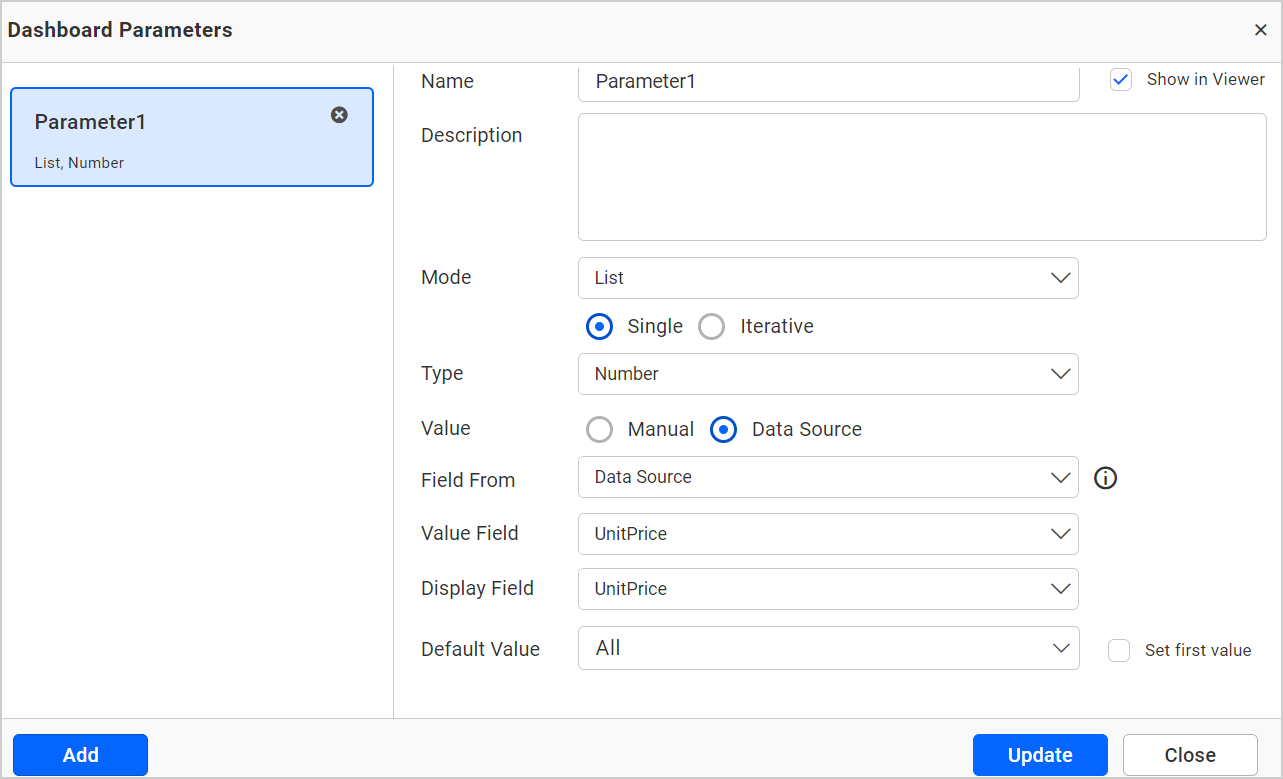 Dashboard Parameters
Parameter1
List, Number
Name
Parameter1
Show in Viewer
Description
Mode
List
Single
Iterative
Type
Number
Value
Manual
Data Source
Field From
Data Source
Value Field
UnitPrice
Display Field
UnitPrice
Default Value
All
Set first value
Add
Update
Close